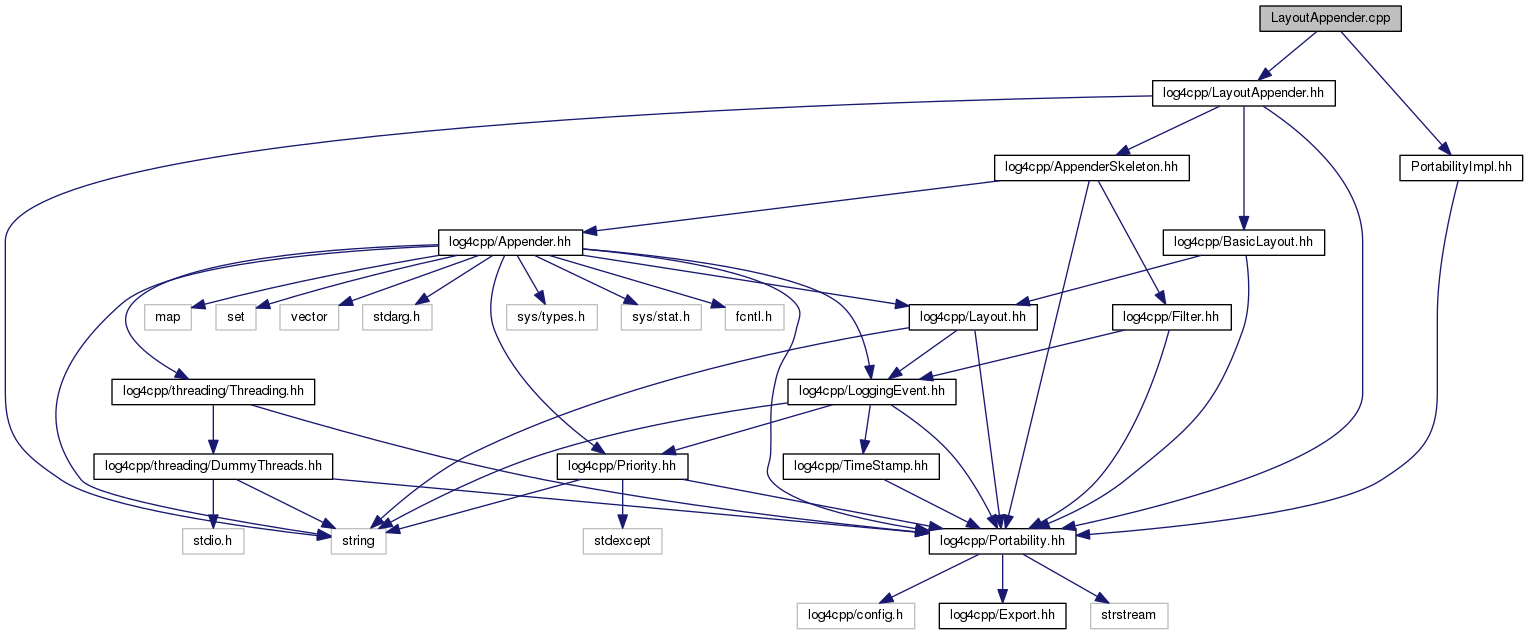 LayoutAppender.cpp
log4cpp/LayoutAppender.hh
log4cpp/AppenderSkeleton.hh
PortabilityImpl.hh
log4cpp/Appender.hh
log4cpp/BasicLayout.hh
map
set
vector
stdarg.h
sys/types.h
sys/stat.h
fcntl.h
log4cpp/Layout.hh
log4cpp/Filter.hh
log4cpp/threading/Threading.hh
log4cpp/LoggingEvent.hh
log4cpp/threading/DummyThreads.hh
log4cpp/Priority.hh
log4cpp/TimeStamp.hh
stdio.h
string
stdexcept
log4cpp/Portability.hh
log4cpp/config.h
log4cpp/Export.hh
strstream